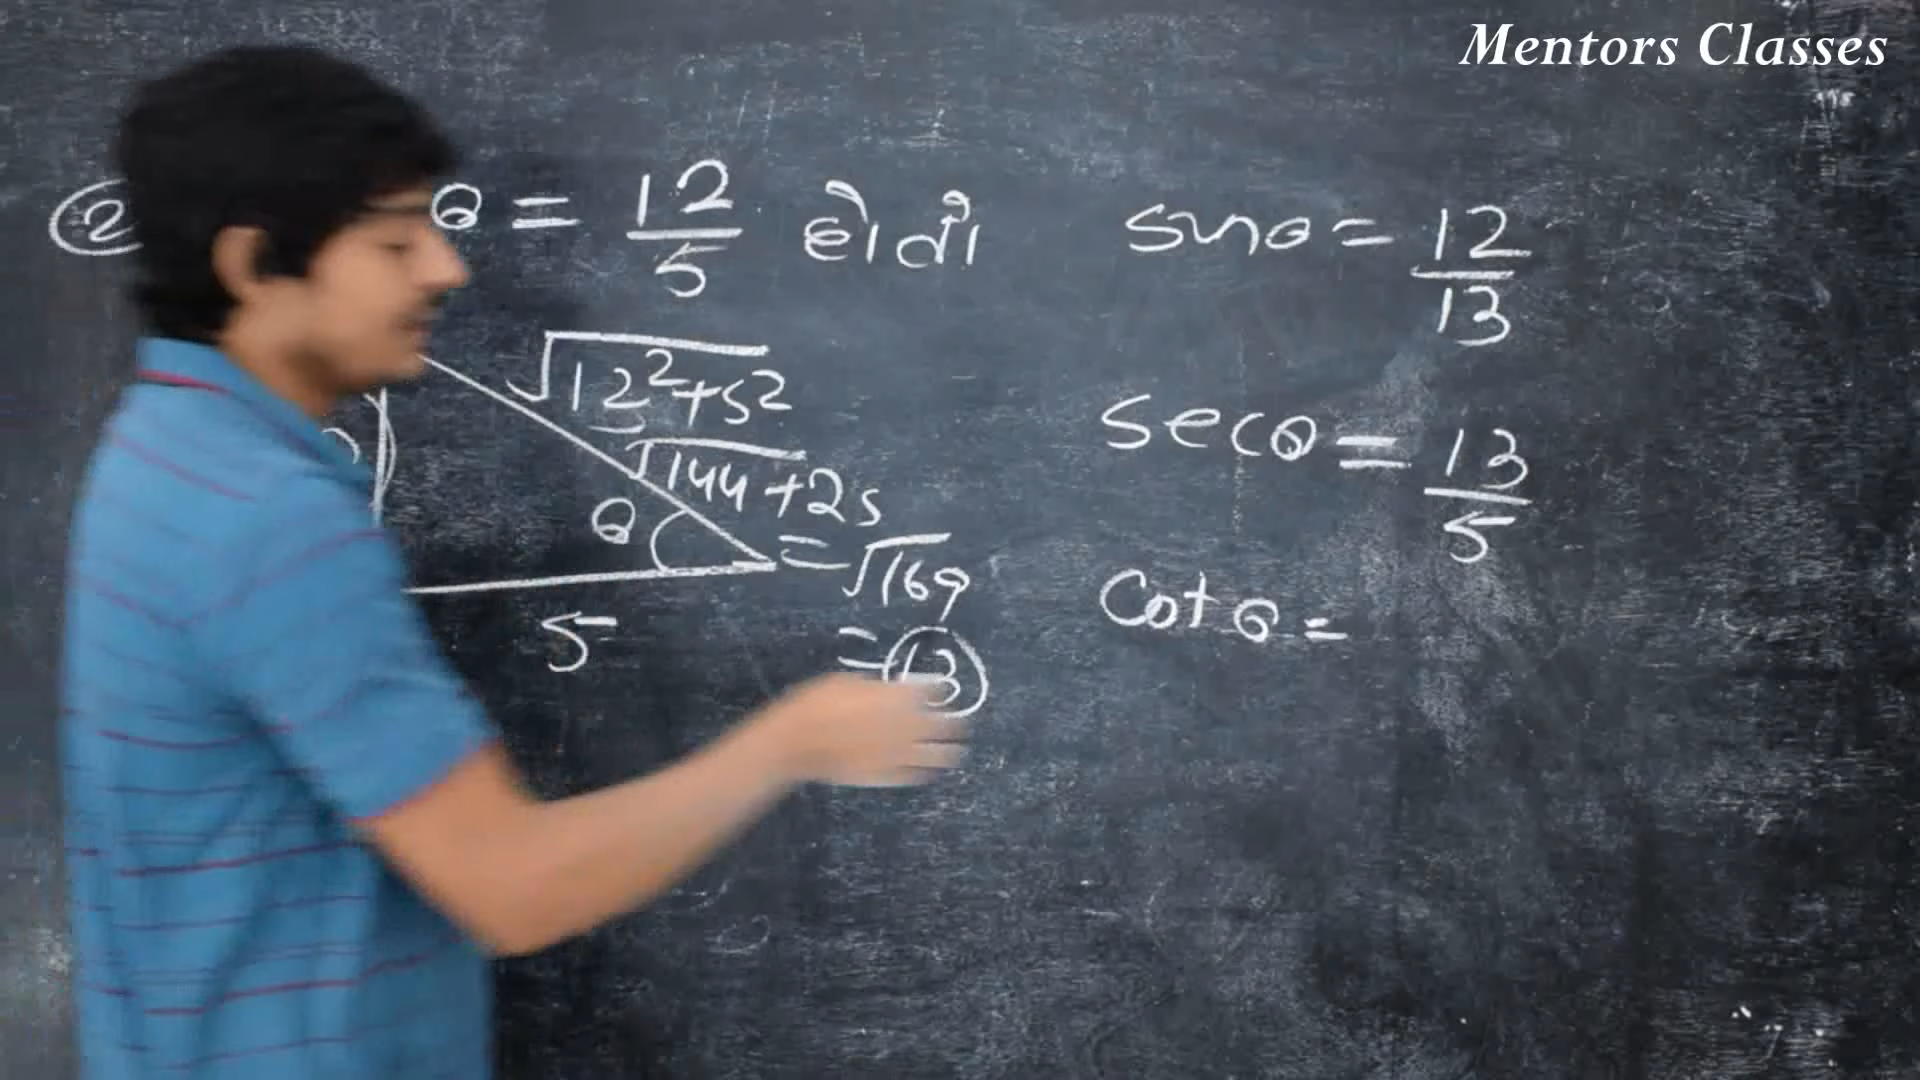 Mentors Classes
② θ = 12/5 हो तो
√12²+5²
√144+25
= √169
= 13
θ
5
sinθ = 12/13
secθ = 13/5
Cotθ =